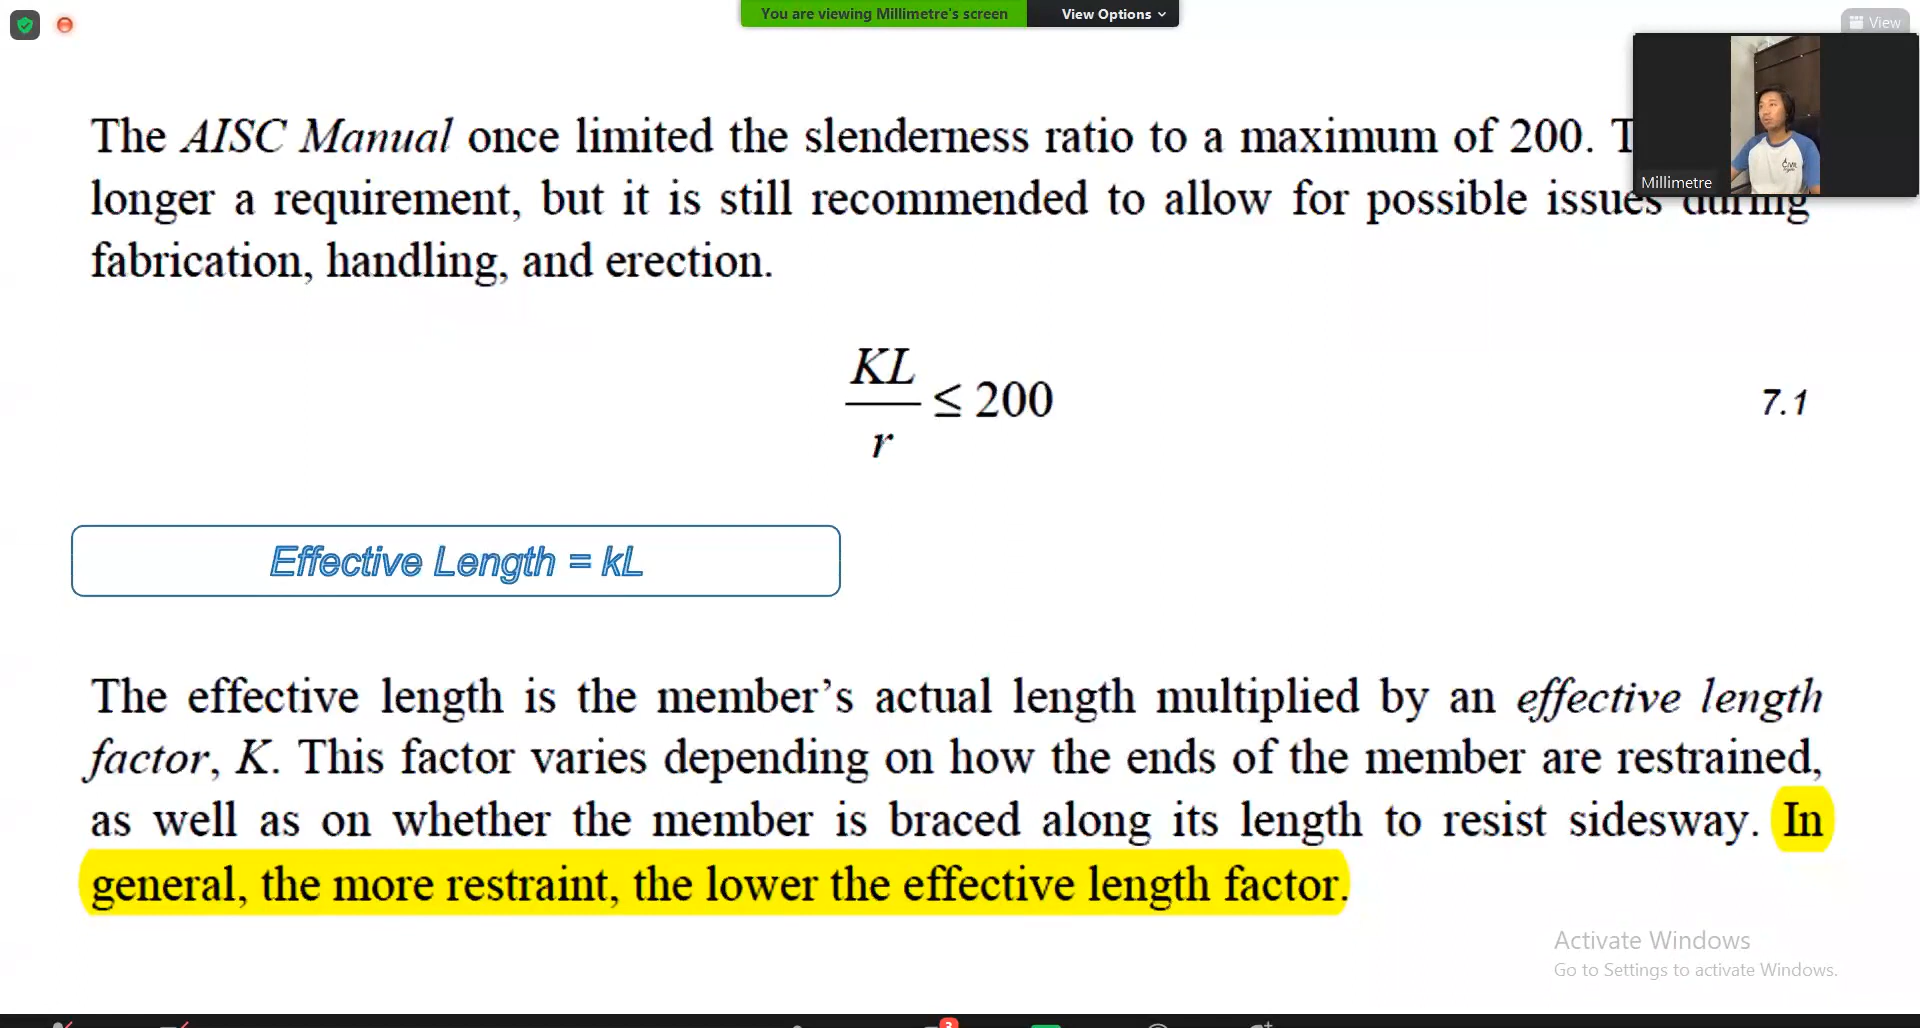 You are viewing Millimetre's screen
View Options
View
The AISC Manual once limited the slenderness ratio to a maximum of 200. T
longer a requirement, but it is still recommended to allow for possible issues during
fabrication, handling, and erection.
Millimetre
KL
≤ 200
r
7.1
Effective Length = kL
The effective length is the member’s actual length multiplied by an effective length
factor, K. This factor varies depending on how the ends of the member are restrained,
as well as on whether the member is braced along its length to resist sidesway. In
general, the more restraint, the lower the effective length factor.
Activate Windows
Go to Settings to activate Windows.
3